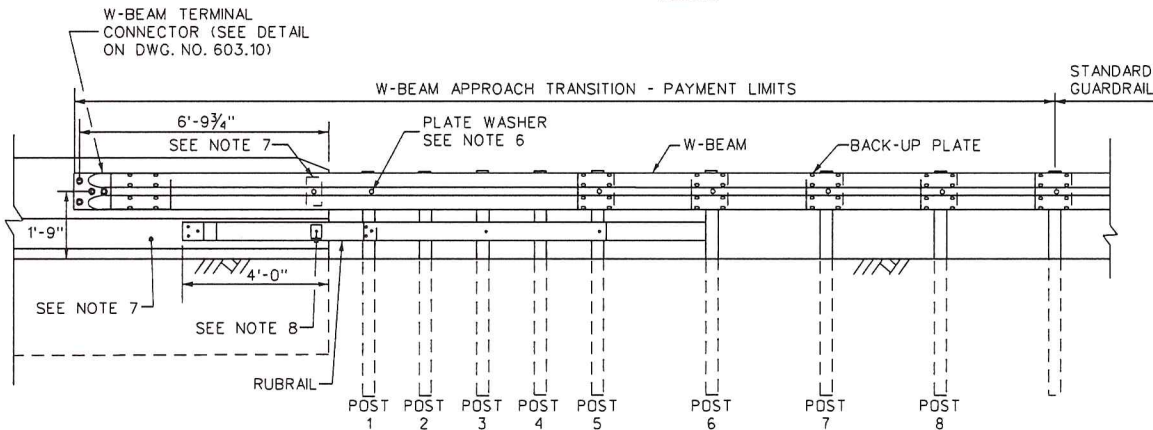 W-BEAM TERMINAL
CONNECTOR (SEE DETAIL
ON DWG. NO. 603.10)
W-BEAM APPROACH TRANSITION - PAYMENT LIMITS
STANDARD
GUARDRAIL
6'-9¾"
SEE NOTE 7
PLATE WASHER
SEE NOTE 6
W-BEAM
BACK-UP PLATE
1'-9"
4'-0"
SEE NOTE 7
SEE NOTE 8
RUBRAIL
POST
1
POST
2
POST
3
POST
4
POST
5
POST
6
POST
7
POST
8